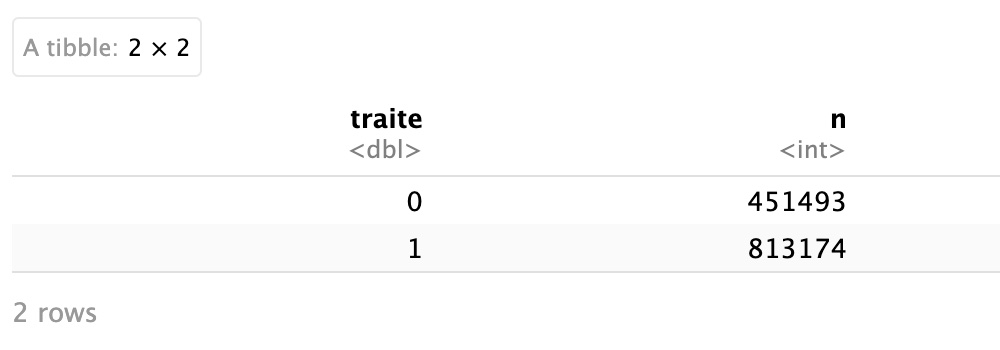 A tibble: 2 × 2
traite n
<dbl> <int>
0 451493
1 813174
2 rows